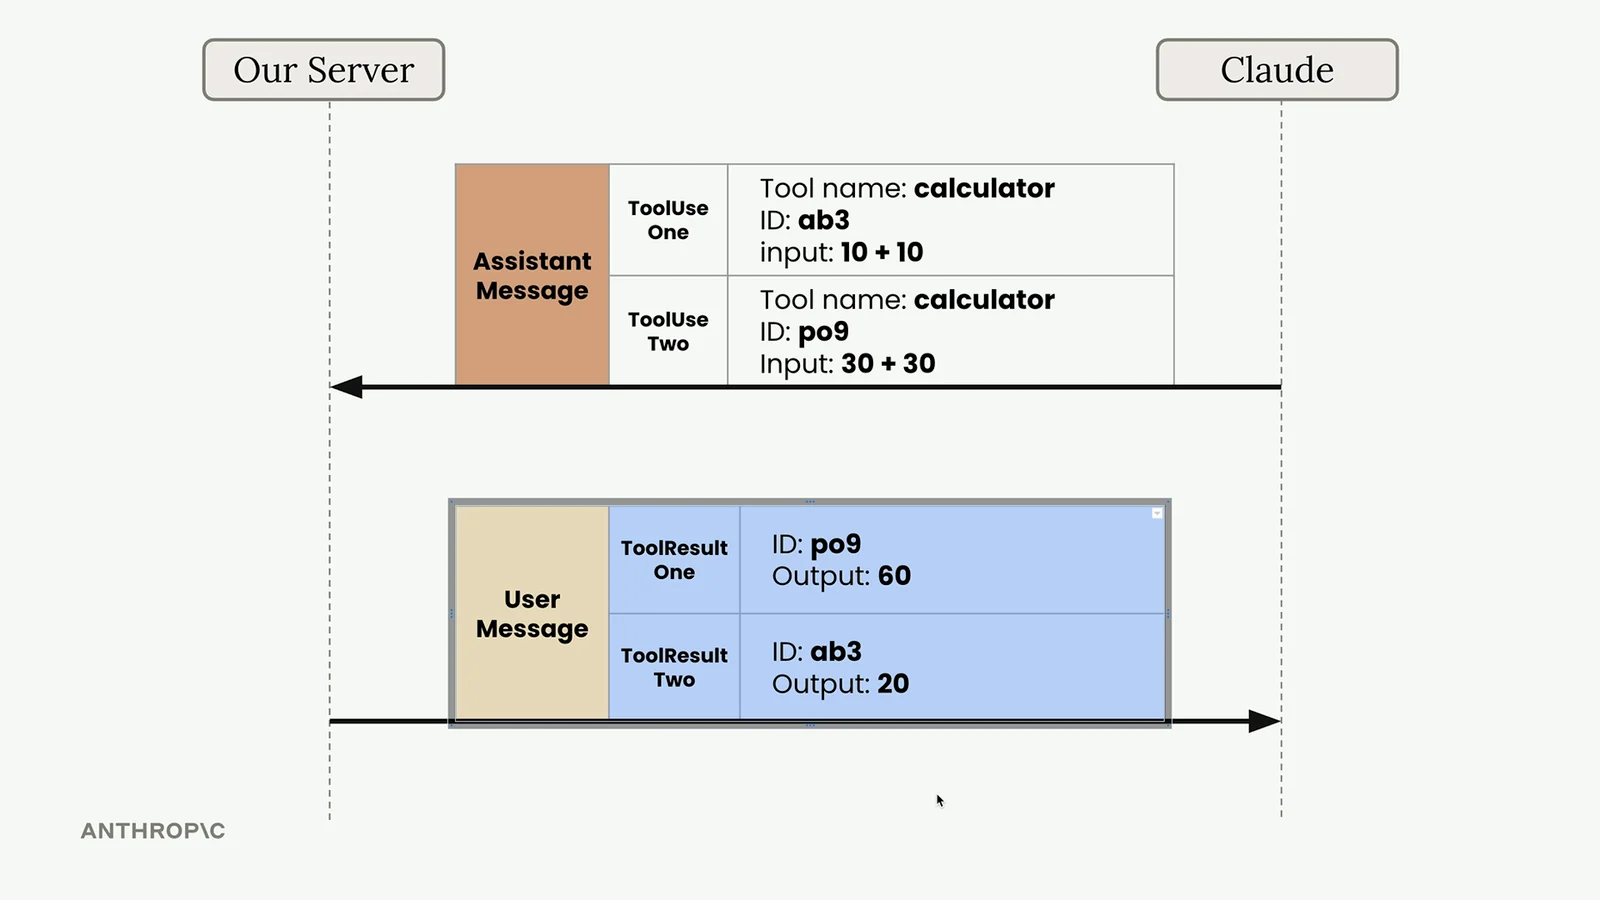 Our Server
Claude
Assistant
Message
ToolUse
One
Tool name: calculator
ID: ab3
input: 10 + 10
ToolUse
Two
Tool name: calculator
ID: po9
Input: 30 + 30
User
Message
ToolResult
One
ID: po9
Output: 60
ToolResult
Two
ID: ab3
Output: 20
ANTHROP\C